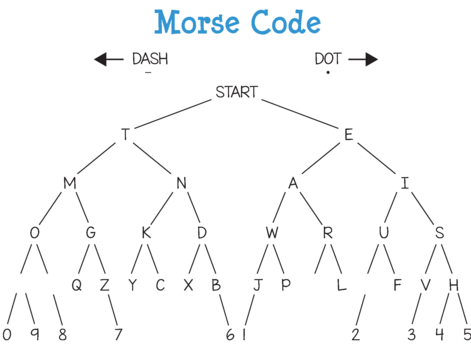 Morse Code
DASH DOT
START
T E
M N A I
O G K D W R U S
Q Z Y C X B J P L F V H
0 9 8 7 6 1 2 3 4 5